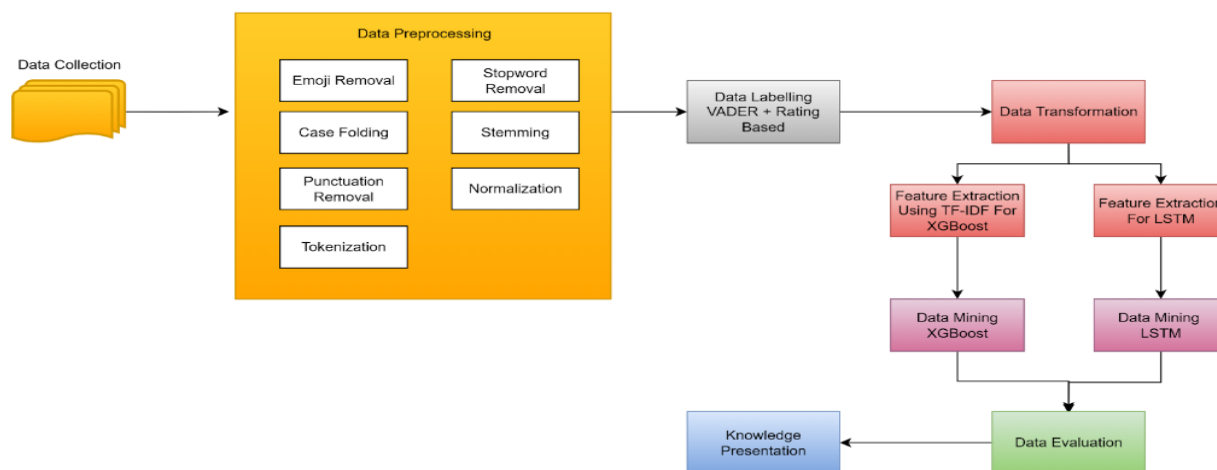 Data Collection
Data Preprocessing
Emoji Removal
Case Folding
Punctuation
Removal
Tokenization
Stopword
Removal
Stemming
Normalization
Data Labelling
VADER + Rating
Based
Data Transformation
Feature Extraction
Using TF-IDF For
XGBoost
Feature Extraction
For LSTM
Data Mining
XGBoost
Data Mining
LSTM
Data Evaluation
Knowledge
Presentation